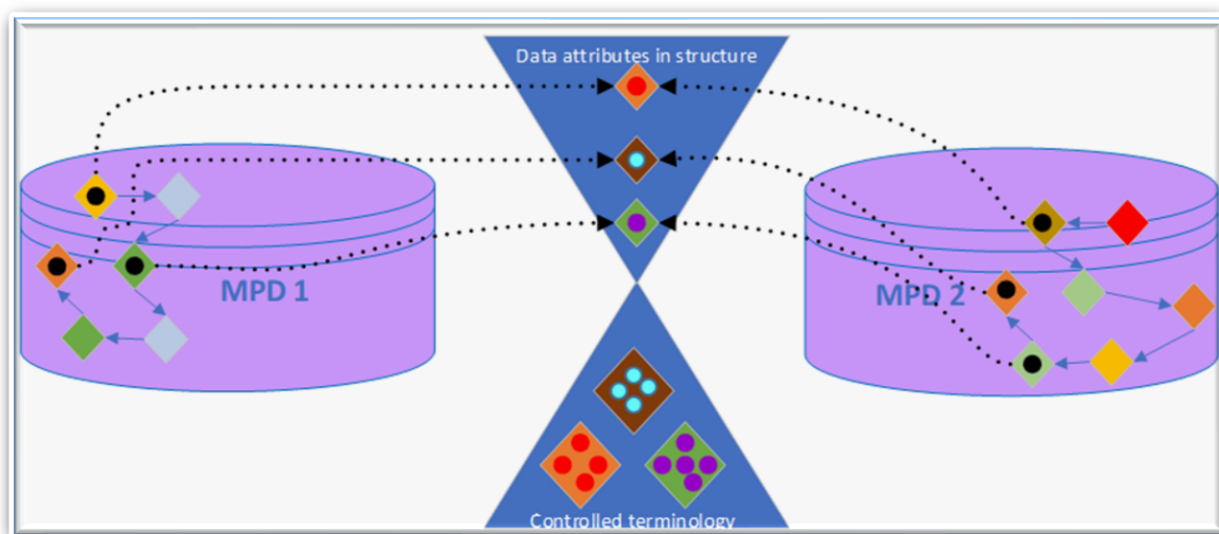 Data attributes in structure
MPD 1
MPD 2
Controlled terminology